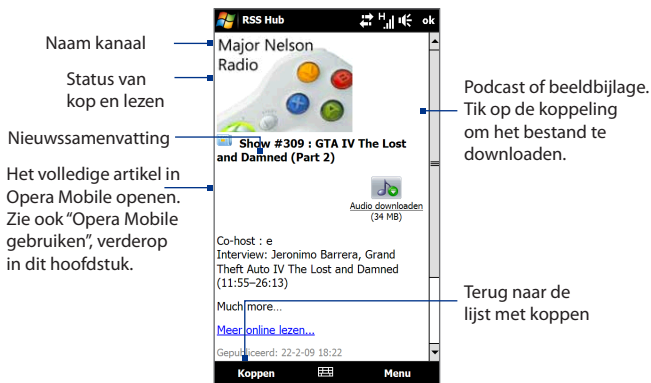 RSS Hub
H
ok
Naam kanaal
Status van
kop en lezen
Nieuwssamenvatting
Het volledige artikel in
Opera Mobile openen.
Zie ook “Opera Mobile
gebruiken”, verderop
in dit hoofdstuk.
Major Nelson
Radio
Show #309 : GTA IV The Lost
and Damned (Part 2)
Audio downloaden
(34 MB)
Co-host : e
Interview: Jeronimo Barrera, Grand
Theft Auto IV The Lost and Damned
(11:55–26:13)
Much more...
Meer online lezen...
Gepubliceerd: 22-2-09 18:22
Koppen
Menu
Podcast of beeldbijlage.
Tik op de koppeling
om het bestand te
downloaden.
Terug naar de
lijst met koppen